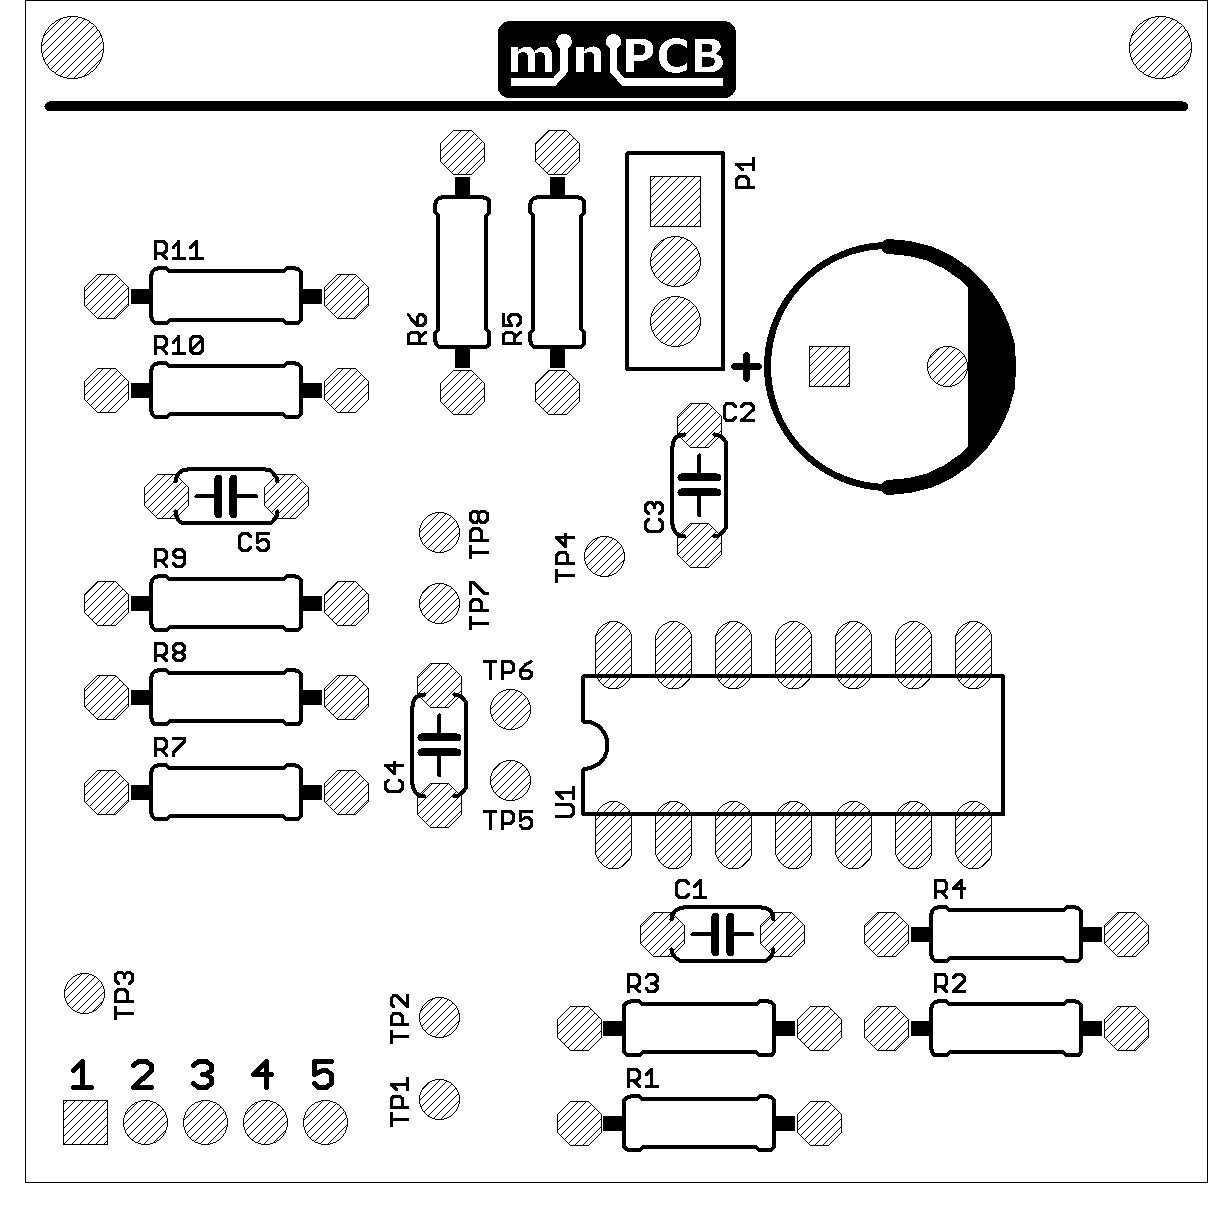 miniPCB
P1
R11
R6
R5
R10
+
C2
C3
C5
TP8
TP4
R9
TP7
R8
TP6
R7
C4
U1
TP5
C1
R4
TP3
R3
R2
TP2
1 2 3 4 5
R1
TP1